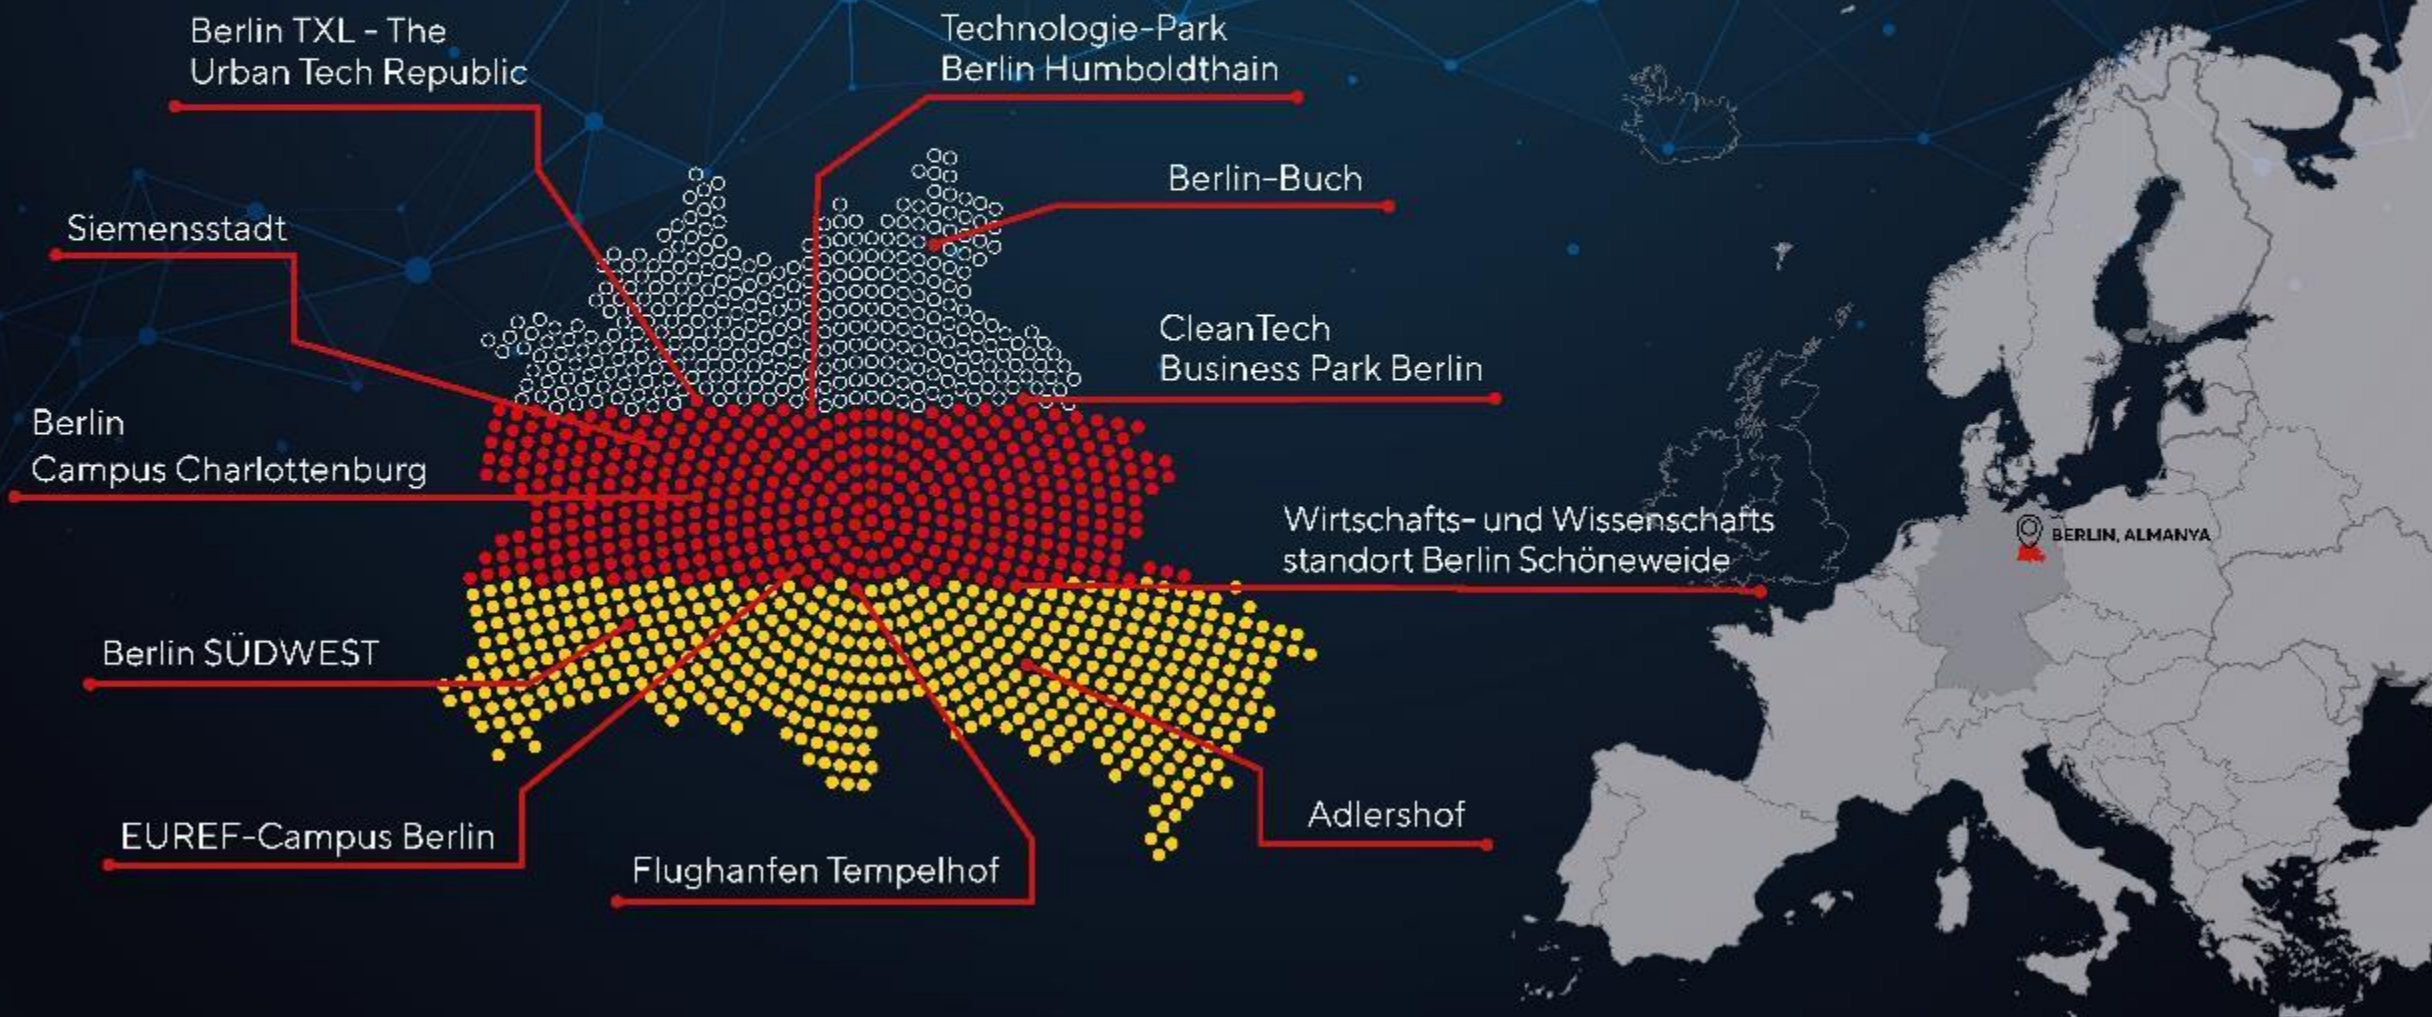 Berlin TXL - The
Urban Tech Republic
Technologie-Park
Berlin Humboldthain
Berlin-Buch
Siemensstadt
CleanTech
Business Park Berlin
Berlin
Campus Charlottenburg
Wirtschafts- und Wissenschafts
standort Berlin Schöneweide
BERLIN, ALMANYA
Berlin SÜDWEST
Adlershof
EUREF-Campus Berlin
Flughanfen Tempelhof